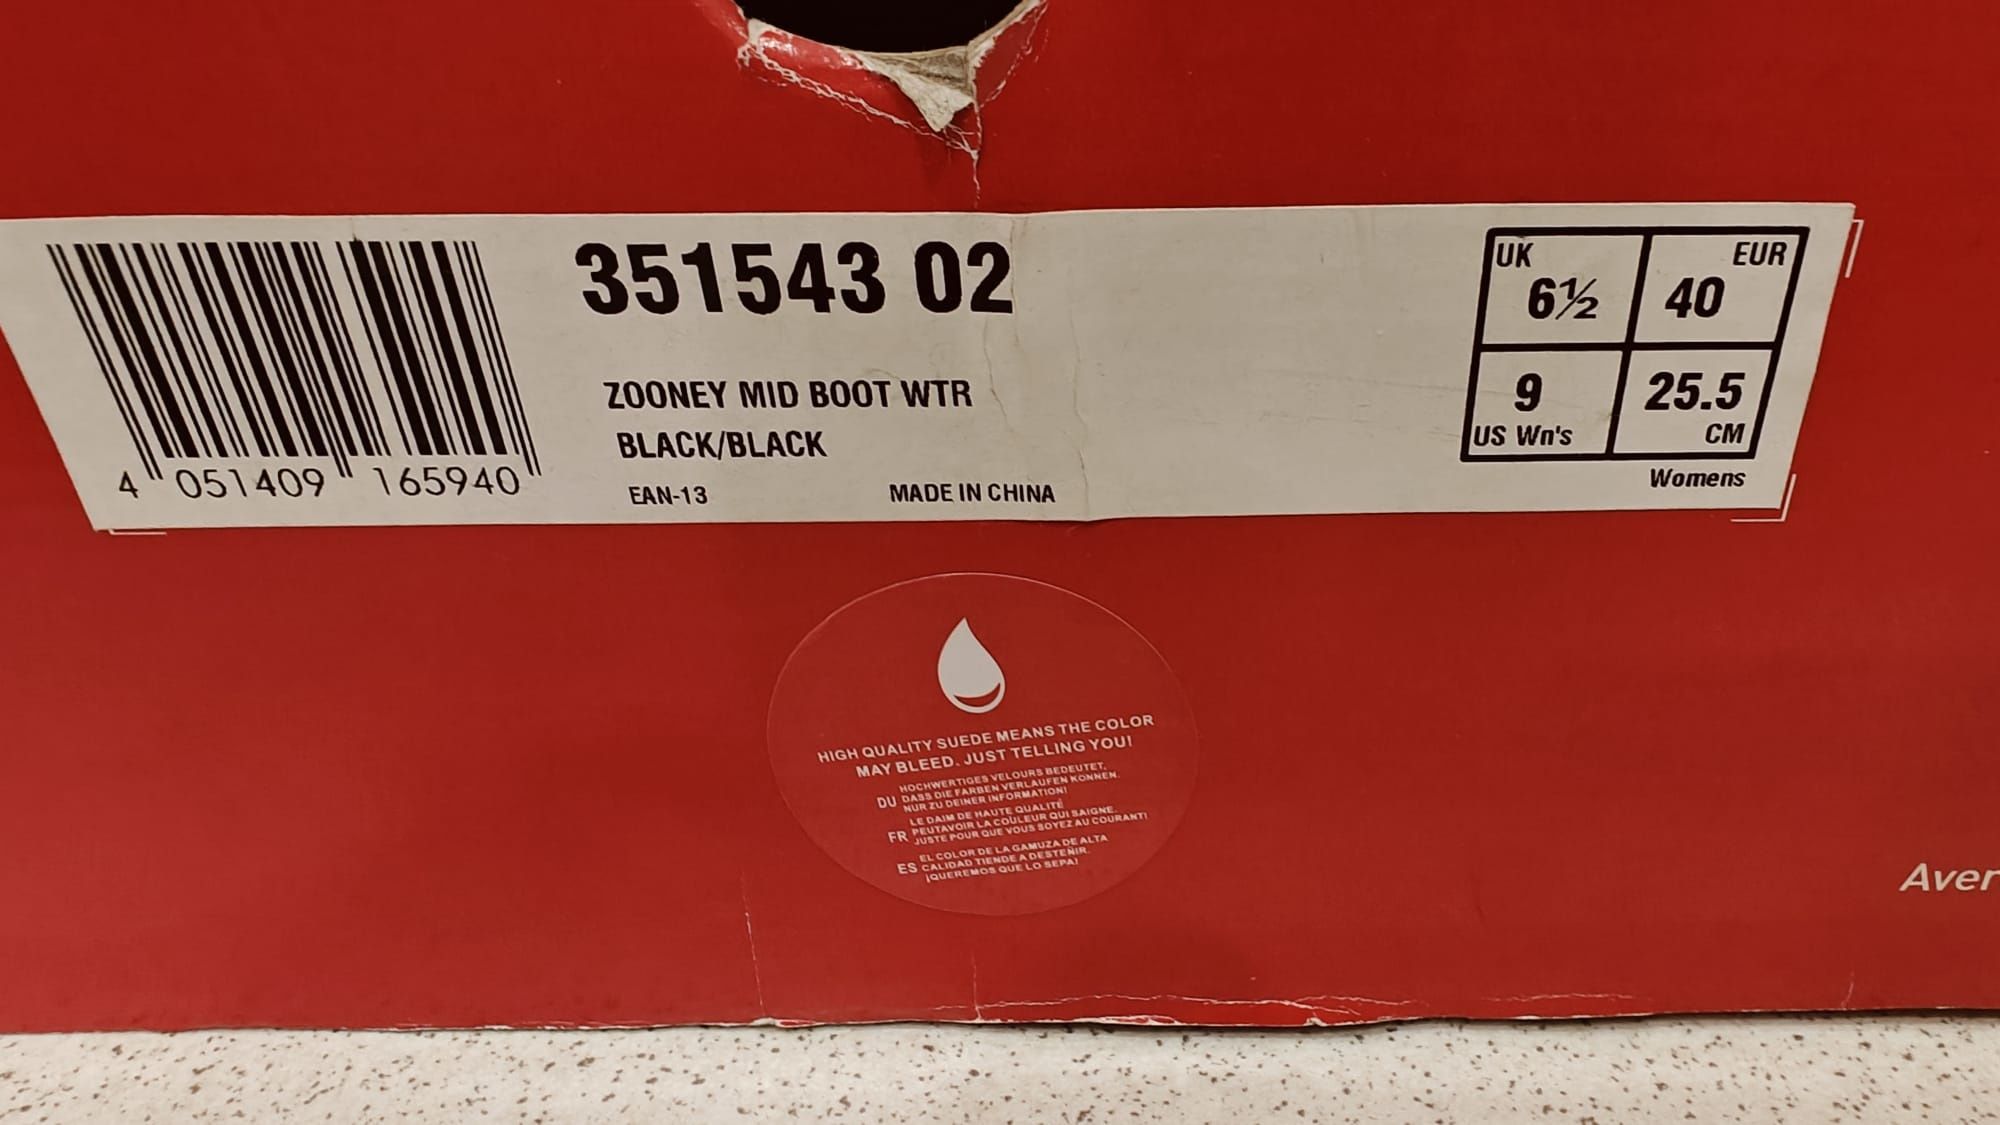 351543 02
ZOONEY MID BOOT WTR
BLACK/BLACK
4 051409 165940
EAN-13 MADE IN CHINA
UK 6½
EUR 40
9 US Wn's
25.5 CM
Womens
HIGH QUALITY SUEDE MEANS THE COLOR
MAY BLEED. JUST TELLING YOU!
HOCHWERTIGES VELOURS BEDEUTET,
DU DASS DIE FARBEN VERLAUFEN KONNEN.
NUR ZU DEINER INFORMATION!
LE DAIM DE HAUTE QUALITÉ
FR PEUTAVOIR LA COULEUR QUI SAIGNE.
JUSTE POUR QUE VOUS SOYEZ AU COURANT!
EL COLOR DE LA GAMUZA DE ALTA
ES CALIDAD TIENDE A DESTEÑIR.
¡QUEREMOS QUE LO SEPA!
Aver